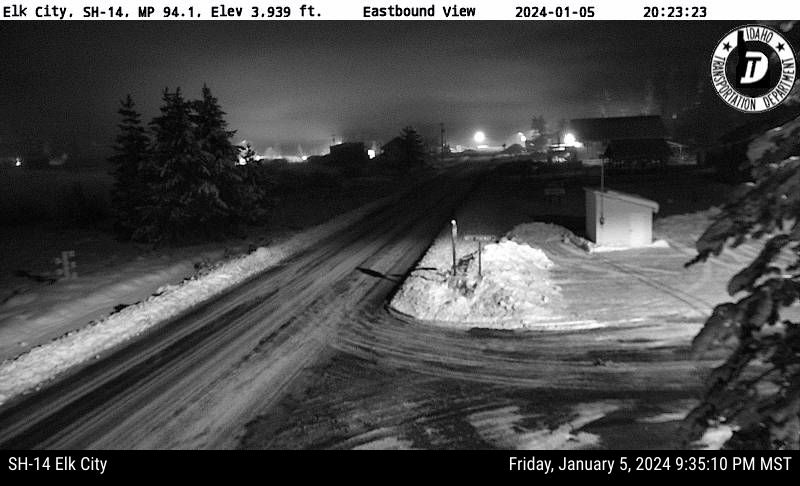 Elk City, SH-14, MP 94.1, Elev 3,939 ft. Eastbound View 2024-01-05 20:23:23
IDAHO
TRANSPORTATION DEPARTMENT
SH-14 Elk City
Friday, January 5, 2024 9:35:10 PM MST